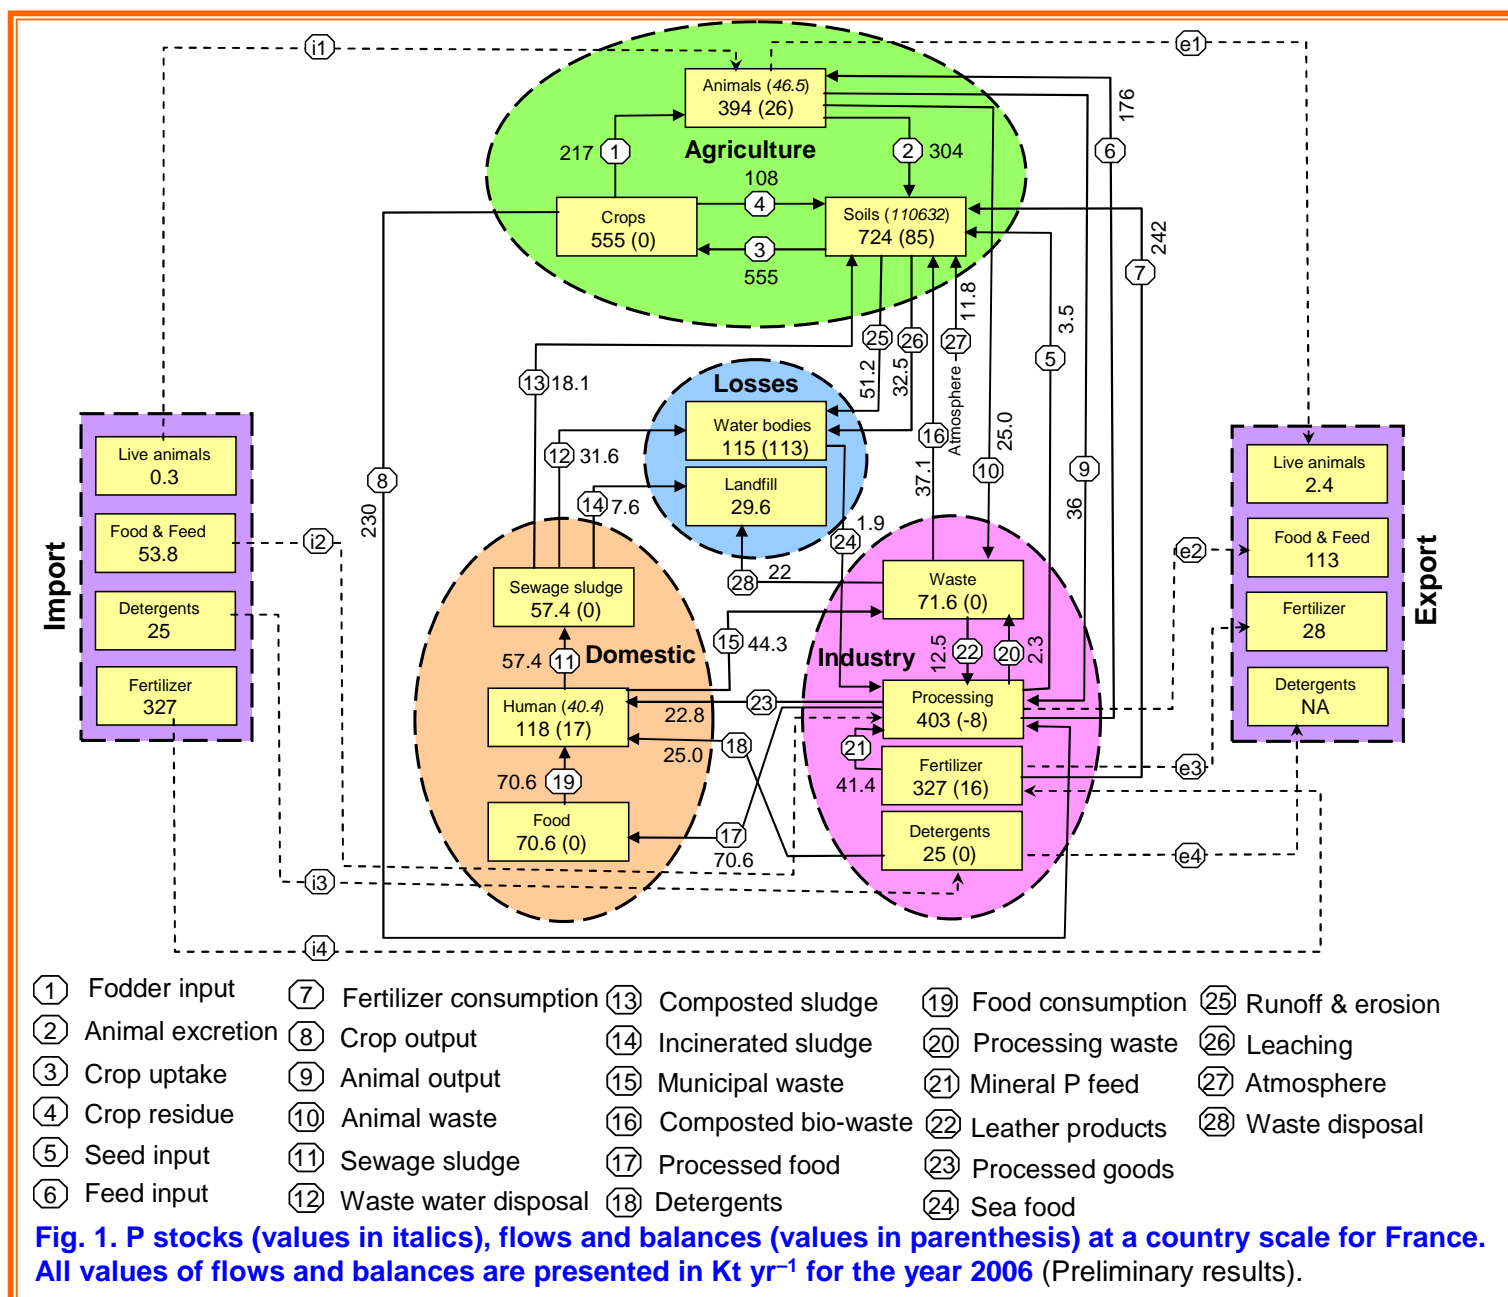 i1
e1
Animals (46.5)
394 (26)
176
217
1
Agriculture
2
304
6
108
4
Crops
555 (0)
Soils (110632)
724 (85)
3
555
242
7
11.8
3.5
25
26
27
5
13
18.1
51.2
32.5
Atmosphere
Losses
Water bodies
115 (113)
16
25.0
12
31.6
37.1
10
9
36
8
230
Landfill
29.6
14
7.6
24
1.9
Import
Live animals
0.3
Food & Feed
53.8
Detergents
25
Fertilizer
327
i2
Export
Live animals
2.4
Food & Feed
113
Fertilizer
28
Detergents
NA
e2
28
22
Sewage sludge
57.4 (0)
Waste
71.6 (0)
15
44.3
12.5
22
20
2.3
57.4
11
Domestic
Industry
Human (40.4)
118 (17)
23
22.8
Processing
403 (-8)
18
25.0
21
41.4
e3
70.6
19
Fertilizer
327 (16)
Food
70.6 (0)
17
70.6
Detergents
25 (0)
e4
i3
i4
1 Fodder input
2 Animal excretion
3 Crop uptake
4 Crop residue
5 Seed input
6 Feed input
7 Fertilizer consumption
8 Crop output
9 Animal output
10 Animal waste
11 Sewage sludge
12 Waste water disposal
13 Composted sludge
14 Incinerated sludge
15 Municipal waste
16 Composted bio-waste
17 Processed food
18 Detergents
19 Food consumption
20 Processing waste
21 Mineral P feed
22 Leather products
23 Processed goods
24 Sea food
25 Runoff & erosion
26 Leaching
27 Atmosphere
28 Waste disposal
Fig. 1. P stocks (values in italics), flows and balances (values in parenthesis) at a country scale for France.
All values of flows and balances are presented in Kt yr⁻¹ for the year 2006 (Preliminary results).